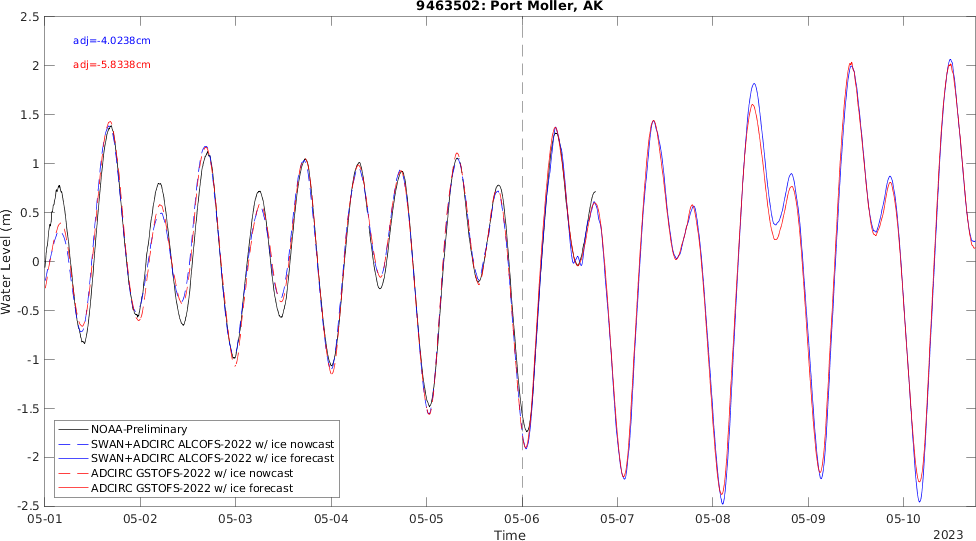 9463502: Port Moller, AK
adj=-4.0238cm
adj=-5.8338cm
2.5
2
1.5
1
0.5
0
-0.5
-1
-1.5
-2
-2.5
Water Level (m)
NOAA-Preliminary
SWAN+ADCIRC ALCOFS-2022 w/ ice nowcast
SWAN+ADCIRC ALCOFS-2022 w/ ice forecast
ADCIRC GSTOFS-2022 w/ ice nowcast
ADCIRC GSTOFS-2022 w/ ice forecast
05-01 05-02 05-03 05-04 05-05 05-06 05-07 05-08 05-09 05-10
Time
2023